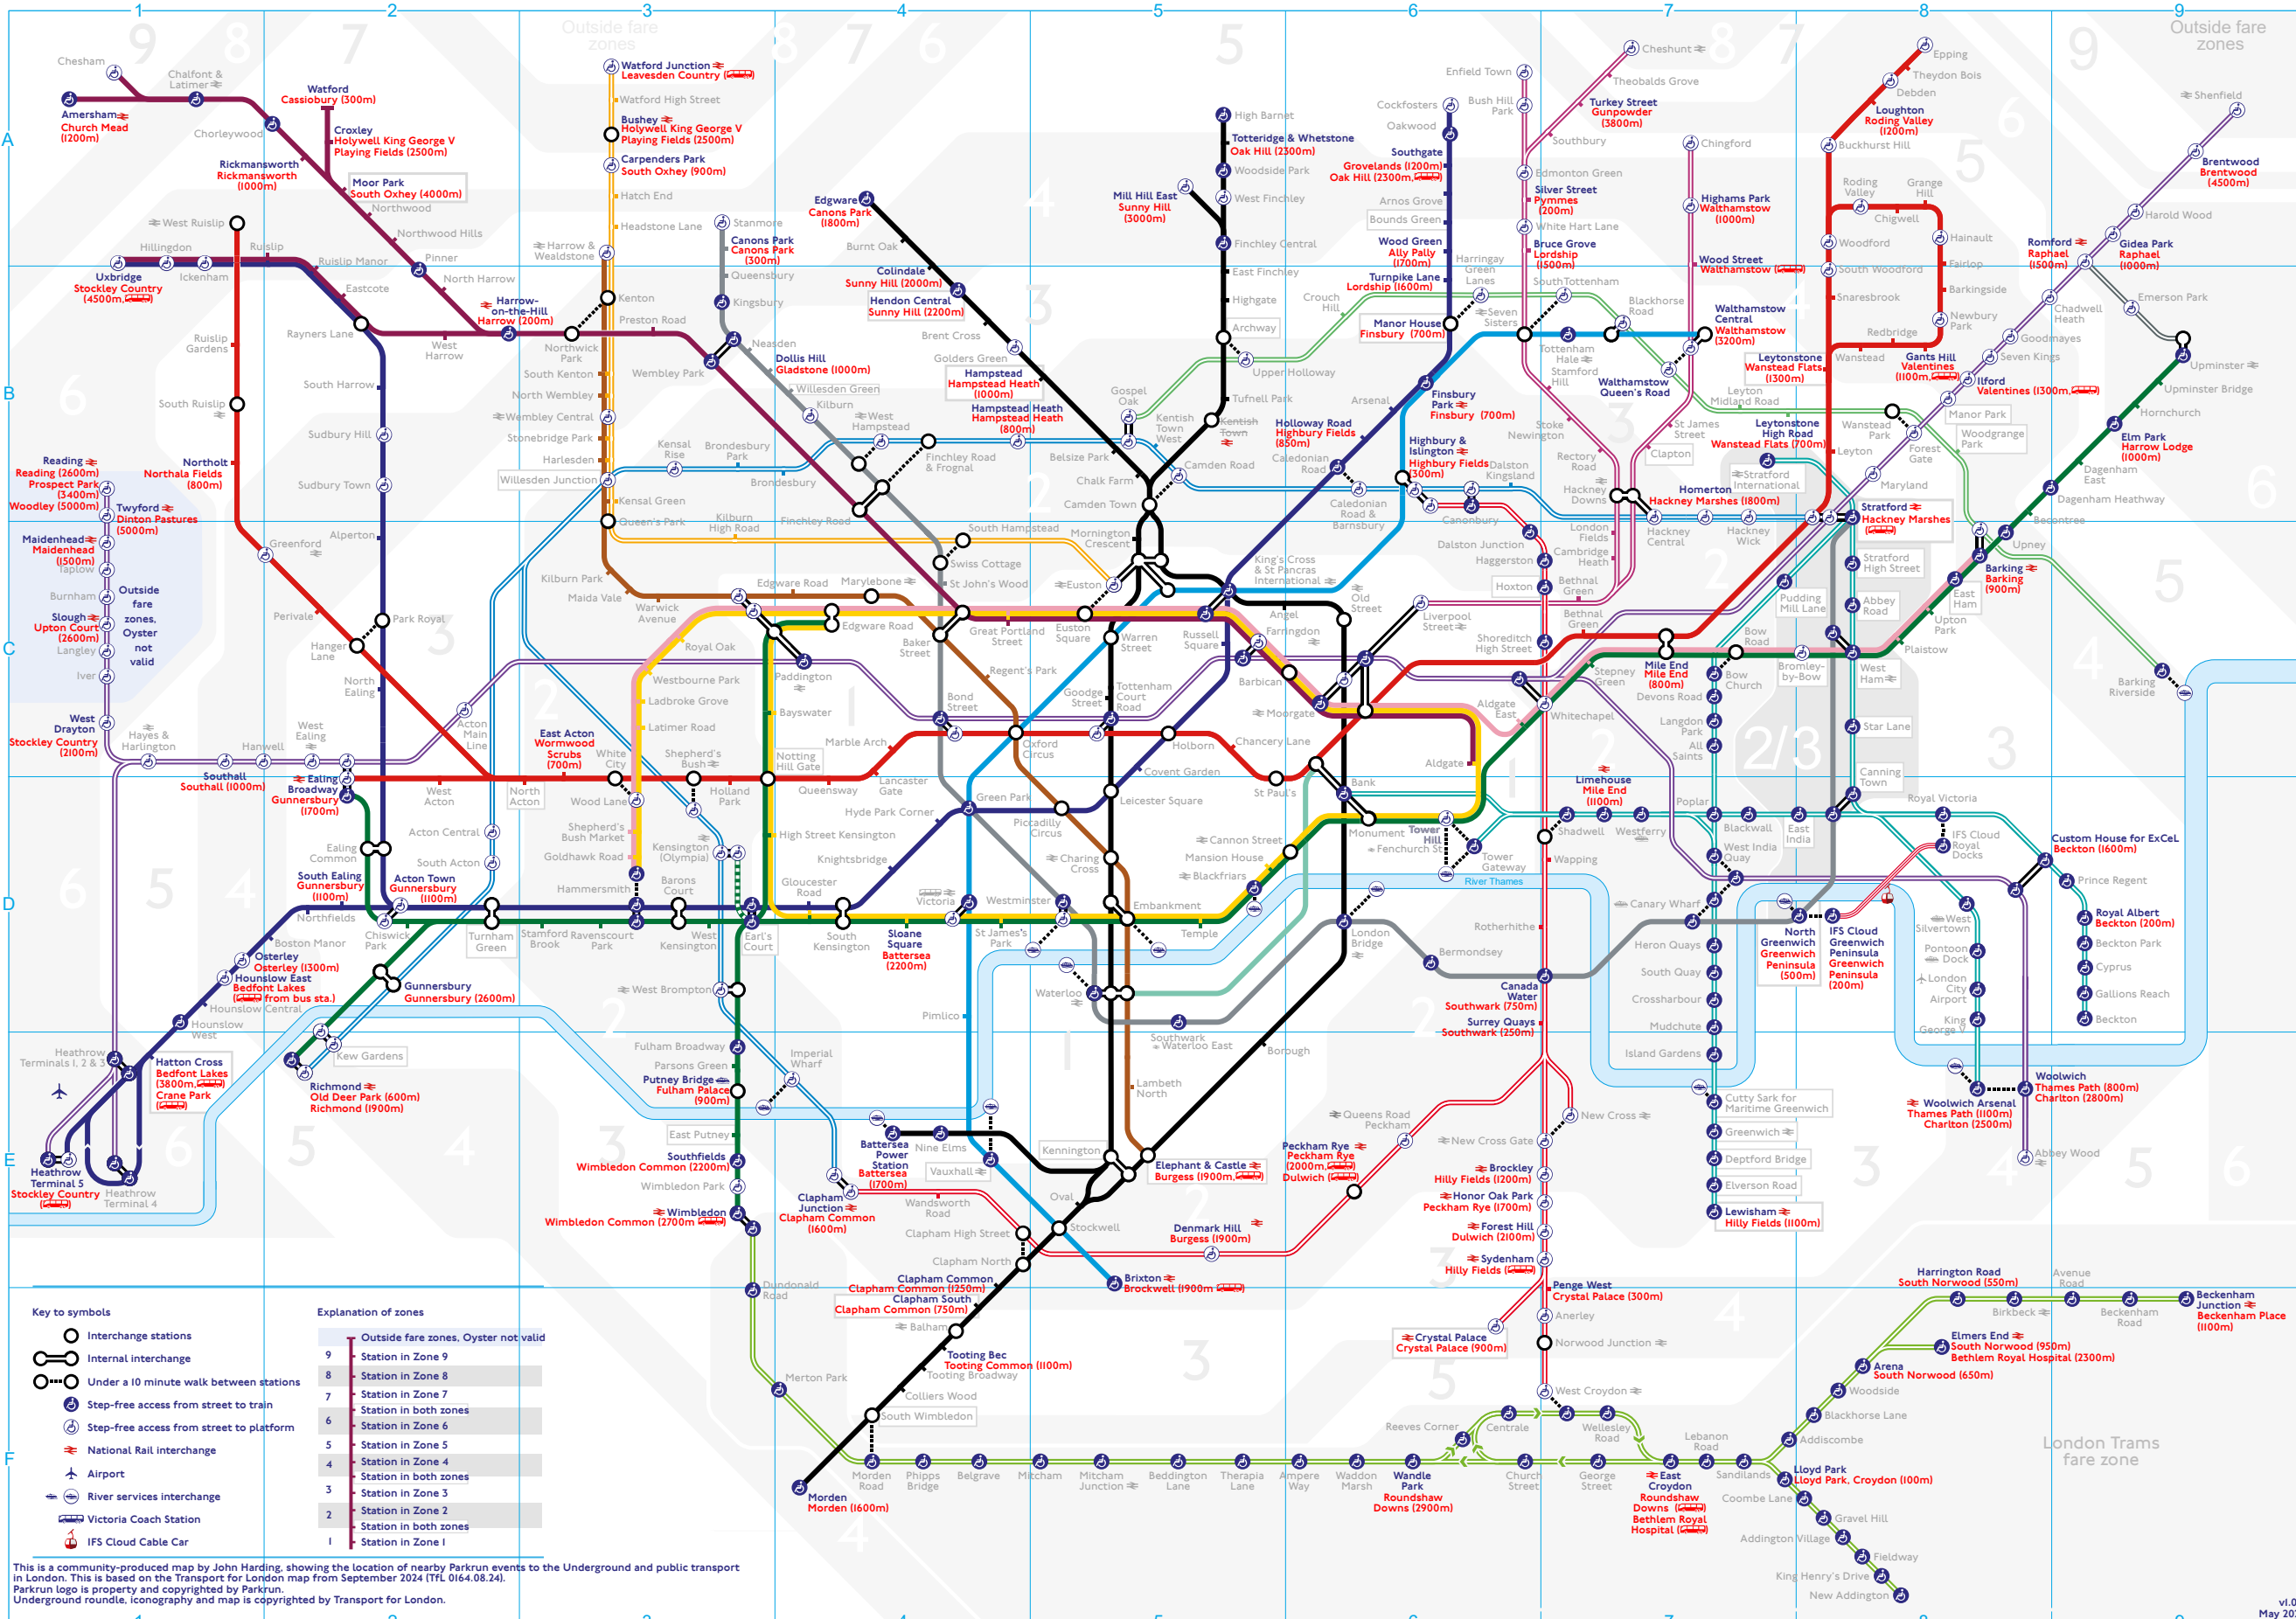 1 2 3 4 5 6 7 8 9
Outside fare
zones
Outside fare
zones
9 8 7 8 7 6 5 8 7 9
Chesham
Chalfont &
Latimer
Amersham
Church Mead
(1200m)
Chorleywood
Watford
Cassiobury (300m)
Croxley
Holywell King George V
Playing Fields (2500m)
Rickmansworth
Rickmansworth
(1000m)
Moor Park
South Oxhey (4000m)
Northwood
Northwood Hills
Pinner
North Harrow
Harrow-
on-the-Hill
Harrow (200m)
West Ruislip
Hillingdon
Ruislip
Ruislip Manor
Uxbridge
Stockley Country
(4500m, )
Ickenham
Eastcote
Rayners Lane
West
Harrow
Ruislip
Gardens
South Ruislip
Northolt
Northala Fields
(800m)
South Harrow
Sudbury Hill
Sudbury Town
Alperton
Greenford
Perivale
Hanger
Lane
Park Royal
North
Ealing
Watford Junction
Leavesden Country ( )
Watford High Street
Bushey
Holywell King George V
Playing Fields (2500m)
Carpenders Park
South Oxhey (900m)
Hatch End
Headstone Lane
Harrow &
Wealdstone
Kenton
Northwick
Park
Preston Road
South Kenton
North Wembley
Wembley Central
Stonebridge Park
Harlesden
Willesden Junction
Kensal Green
Queen's Park
Kilburn Park
Maida Vale
Warwick
Avenue
Stanmore
Canons Park
Canons Park
(300m)
Queensbury
Kingsbury
Wembley Park
Neasden
Dollis Hill
Gladstone (1000m)
Willesden Green
Kilburn
West
Hampstead
Kensal
Rise
Brondesbury
Park
Brondesbury
Finchley Road
& Frognal
Finchley Road
Kilburn
High Road
South Hampstead
Swiss Cottage
St John's Wood
Edgware
Canons Park
(1800m)
Burnt Oak
Colindale
Sunny Hill (2000m)
Hendon Central
Sunny Hill (2200m)
Brent Cross
Golders Green
Hampstead
Hampstead Heath
(1000m)
Hampstead Heath
Hampstead Heath
(800m)
Belsize Park
Chalk Farm
Camden Town
Mornington
Crescent
High Barnet
Totteridge & Whetstone
Oak Hill (2300m)
Woodside Park
Mill Hill East
Sunny Hill
(3000m)
West Finchley
Finchley Central
East Finchley
Highgate
Archway
Upper Holloway
Tufnell Park
Gospel
Oak
Kentish
Town
West
Kentish
Town
Camden Road
Crouch
Hill
Cockfosters
Oakwood
Southgate
Grovelands (1200m)
Oak Hill (2300m, )
Arnos Grove
Bounds Green
Wood Green
Ally Pally
(1700m)
Turnpike Lane
Lordship (1600m)
Harringay
Green
Lanes
Manor House
Finsbury (700m)
Finsbury
Park
Finsbury (700m)
Arsenal
Holloway Road
Highbury Fields
(850m)
Caledonian
Road
Caledonian
Road &
Barnsbury
Highbury &
Islington
Highbury Fields
(300m)
Canonbury
Dalston
Kingsland
Dalston Junction
Haggerston
Hoxton
Shoreditch
High Street
Enfield Town
Bush Hill
Park
Cheshunt
Theobalds Grove
Turkey Street
Gunpowder
(3800m)
Southbury
Edmonton Green
Silver Street
Pymmes
(200m)
White Hart Lane
Bruce Grove
Lordship
(1500m)
South Tottenham
Seven
Sisters
Tottenham
Hale
Stamford
Hill
Stoke
Newington
Rectory
Road
Hackney
Downs
London
Fields
Cambridge
Heath
Bethnal
Green
Chingford
Highams Park
Walthamstow
(1000m)
Wood Street
Walthamstow ( )
Walthamstow
Central
Walthamstow
(3200m)
Blackhorse
Road
Walthamstow
Queen's Road
St James
Street
Clapton
Homerton
Hackney Marshes (1800m)
Hackney
Central
Hackney
Wick
Epping
Theydon Bois
Debden
Loughton
Roding Valley
(1200m)
Buckhurst Hill
Roding
Valley
Grange
Hill
Chigwell
Hainault
Woodford
South Woodford
Fairlop
Barkingside
Newbury
Park
Snaresbrook
Redbridge
Wanstead
Gants Hill
Valentines
(1100m, )
Leytonstone
Wanstead Flats
(1300m)
Leyton
Midland Road
Leytonstone
High Road
Wanstead Flats (700m)
Leyton
Wanstead
Park
Woodgrange
Park
Stratford
International
Stratford
Hackney Marshes
( )
Shenfield
Brentwood
Brentwood
(4500m)
Harold Wood
Gidea Park
Raphael
(1000m)
Romford
Raphael
(1500m)
Emerson Park
Chadwell
Heath
Goodmayes
Seven Kings
Ilford
Valentines (1300m, )
Manor Park
Forest
Gate
Maryland
Upminster
Upminster Bridge
Hornchurch
Elm Park
Harrow Lodge
(1000m)
Dagenham
East
Dagenham Heathway
Becontree
Upney
Barking
Barking
(900m)
East
Ham
Upton
Park
Plaistow
Barking
Riverside
Stratford
High Street
Abbey
Road
West
Ham
Star Lane
Canning
Town
Pudding
Mill Lane
Bow
Road
Bow
Church
Bromley-
by-Bow
Devons Road
Langdon
Park
All
Saints
Poplar
Reading
Reading (2600m)
Prospect Park
(3400m)
Woodley (5000m)
Twyford
Dinton Pastures
(5000m)
Maidenhead
Maidenhead
(1500m)
Taplow
Burnham
Slough
Upton Court
(2600m)
Langley
Iver
Outside
fare
zones,
Oyster
not
valid
West
Drayton
Stockley Country
(2100m)
Hayes &
Harlington
Southall
Southall (1000m)
Hanwell
West
Ealing
Ealing
Broadway
Gunnersbury
(1700m)
Acton
Main
Line
West
Acton
North
Acton
East Acton
Wormwood
Scrubs
(700m)
White
City
Wood Lane
Shepherd's
Bush
Shepherd's
Bush Market
Goldhawk Road
Hammersmith
Holland
Park
Notting
Hill Gate
Queensway
Lancaster
Gate
Marble Arch
Bond
Street
Oxford
Circus
Tottenham
Court
Road
Holborn
Chancery Lane
St Paul's
Bank
Edgware Road
Marylebone
Edgware Road
Baker
Street
Great Portland
Street
Euston
Square
Euston
Warren
Street
Regent's Park
Goodge
Street
King's Cross
& St Pancras
International
Russell
Square
Farringdon
Angel
Old
Street
Barbican
Moorgate
Liverpool
Street
Aldgate
East
Aldgate
Whitechapel
Stepney
Green
Bethnal
Green
Mile End
Mile End
(800m)
Royal Oak
Westbourne Park
Ladbroke Grove
Latimer Road
Paddington
Bayswater
High Street Kensington
Kensington
(Olympia)
Barons
Court
West
Kensington
Earl's
Court
Gloucester
Road
South
Kensington
Knightsbridge
Hyde Park Corner
Green Park
Piccadilly
Circus
Leicester Square
Covent Garden
Charing
Cross
Embankment
Westminster
St James's
Park
Victoria
Sloane
Square
Battersea
(2200m)
Temple
Blackfriars
Mansion House
Cannon Street
Monument
Tower
Hill
Fenchurch St
Tower
Gateway
River Thames
Shadwell
Wapping
Rotherhithe
Limehouse
Mile End
(1100m)
Westferry
Blackwall
East
India
Royal Victoria
IFS Cloud
Royal
Docks
Custom House for ExCeL
Beckton (1600m)
Prince Regent
Royal Albert
Beckton (200m)
Beckton Park
Cyprus
Gallions Reach
Beckton
West
Silvertown
Pontoon
Dock
London
City
Airport
King
George V
West India
Quay
Canary Wharf
Heron Quays
South Quay
Crossharbour
Mudchute
Island Gardens
North
Greenwich
Greenwich
Peninsula
(500m)
IFS Cloud
Greenwich
Peninsula
Greenwich
Peninsula
(200m)
Woolwich
Thames Path (800m)
Charlton (2800m)
Woolwich Arsenal
Thames Path (1100m)
Charlton (2500m)
Abbey Wood
Cutty Sark for
Maritime Greenwich
Greenwich
Deptford Bridge
Elverson Road
Lewisham
Hilly Fields (1100m)
Acton Central
South Acton
Ealing
Common
South Ealing
Gunnersbury
(1100m)
Acton Town
Gunnersbury
(1100m)
Northfields
Boston Manor
Osterley
Osterley (1300m)
Hounslow East
Bedfont Lakes
( from bus sta.)
Hounslow Central
Hounslow
West
Chiswick
Park
Turnham
Green
Stamford
Brook
Ravenscourt
Park
Gunnersbury
Gunnersbury (2600m)
Kew Gardens
Richmond
Old Deer Park (600m)
Richmond (1900m)
Heathrow
Terminals 1, 2 & 3
Hatton Cross
Bedfont Lakes
(3800m, )
Crane Park
( )
Heathrow
Terminal 5
Stockley Country
( )
Heathrow
Terminal 4
West Brompton
Fulham Broadway
Parsons Green
Putney Bridge
Fulham Palace
(900m)
East Putney
Southfields
Wimbledon Common (2200m)
Wimbledon Park
Wimbledon
Wimbledon Common (2700m )
Imperial
Wharf
Clapham
Junction
Clapham Common
(1600m)
Battersea
Power
Station
Battersea
(1700m)
Nine Elms
Vauxhall
Pimlico
Waterloo
Southwark
Waterloo East
Lambeth
North
Borough
London
Bridge
Bermondsey
Canada
Water
Southwark (750m)
Surrey Quays
Southwark (250m)
Kennington
Elephant & Castle
Burgess (1900m, )
Oval
Stockwell
Wandsworth
Road
Clapham High Street
Clapham North
Clapham Common
Clapham Common (1250m)
Clapham South
Clapham Common (750m)
Balham
Tooting Bec
Tooting Common (1100m)
Tooting Broadway
Colliers Wood
South Wimbledon
Morden
Morden (1600m)
Brixton
Brockwell (1900m )
Denmark Hill
Burgess (1900m)
Peckham Rye
Peckham Rye
(2000m, )
Dulwich ( )
Queens Road
Peckham
New Cross
New Cross Gate
Brockley
Hilly Fields (1200m)
Honor Oak Park
Peckham Rye (1700m)
Forest Hill
Dulwich (2100m)
Sydenham
Hilly Fields ( )
Penge West
Crystal Palace (300m)
Crystal Palace
Crystal Palace (900m)
Anerley
Norwood Junction
West Croydon
Dundonald
Road
Merton Park
Morden
Road
Phipps
Bridge
Belgrave
Mitcham
Mitcham
Junction
Beddington
Lane
Therapia
Lane
Ampere
Way
Waddon
Marsh
Wandle
Park
Roundshaw
Downs (2900m)
Reeves Corner
Centrale
Church
Street
Wellesley
Road
George
Street
East
Croydon
Roundshaw
Downs ( )
Bethlem Royal
Hospital ( )
Lebanon
Road
Sandilands
Lloyd Park
Lloyd Park, Croydon (100m)
Coombe Lane
Gravel Hill
Addington Village
Fieldway
King Henry's Drive
New Addington
Addiscombe
Blackhorse Lane
Woodside
Arena
South Norwood (650m)
Elmers End
South Norwood (950m)
Bethlem Royal Hospital (2300m)
Harrington Road
South Norwood (550m)
Birkbeck
Avenue
Road
Beckenham
Road
Beckenham
Junction
Beckenham Place
(1100m)
London Trams
fare zone
2/3
A
B
C
D
E
F
Key to symbols
Interchange stations
Internal interchange
Under a 10 minute walk between stations
Step-free access from street to train
Step-free access from street to platform
National Rail interchange
Airport
River services interchange
Victoria Coach Station
IFS Cloud Cable Car
Explanation of zones
Outside fare zones, Oyster not valid
9 Station in Zone 9
8 Station in Zone 8
7 Station in Zone 7
Station in both zones
6 Station in Zone 6
5 Station in Zone 5
4 Station in Zone 4
Station in both zones
3 Station in Zone 3
2 Station in Zone 2
Station in both zones
1 Station in Zone 1
This is a community-produced map by John Harding, showing the location of nearby Parkrun events to the Underground and public transport
in London. This is based on the Transport for London map from September 2024 (TfL 0164.08.24).
Parkrun logo is property and copyrighted by Parkrun.
Underground roundle, iconography and map is copyrighted by Transport for London.